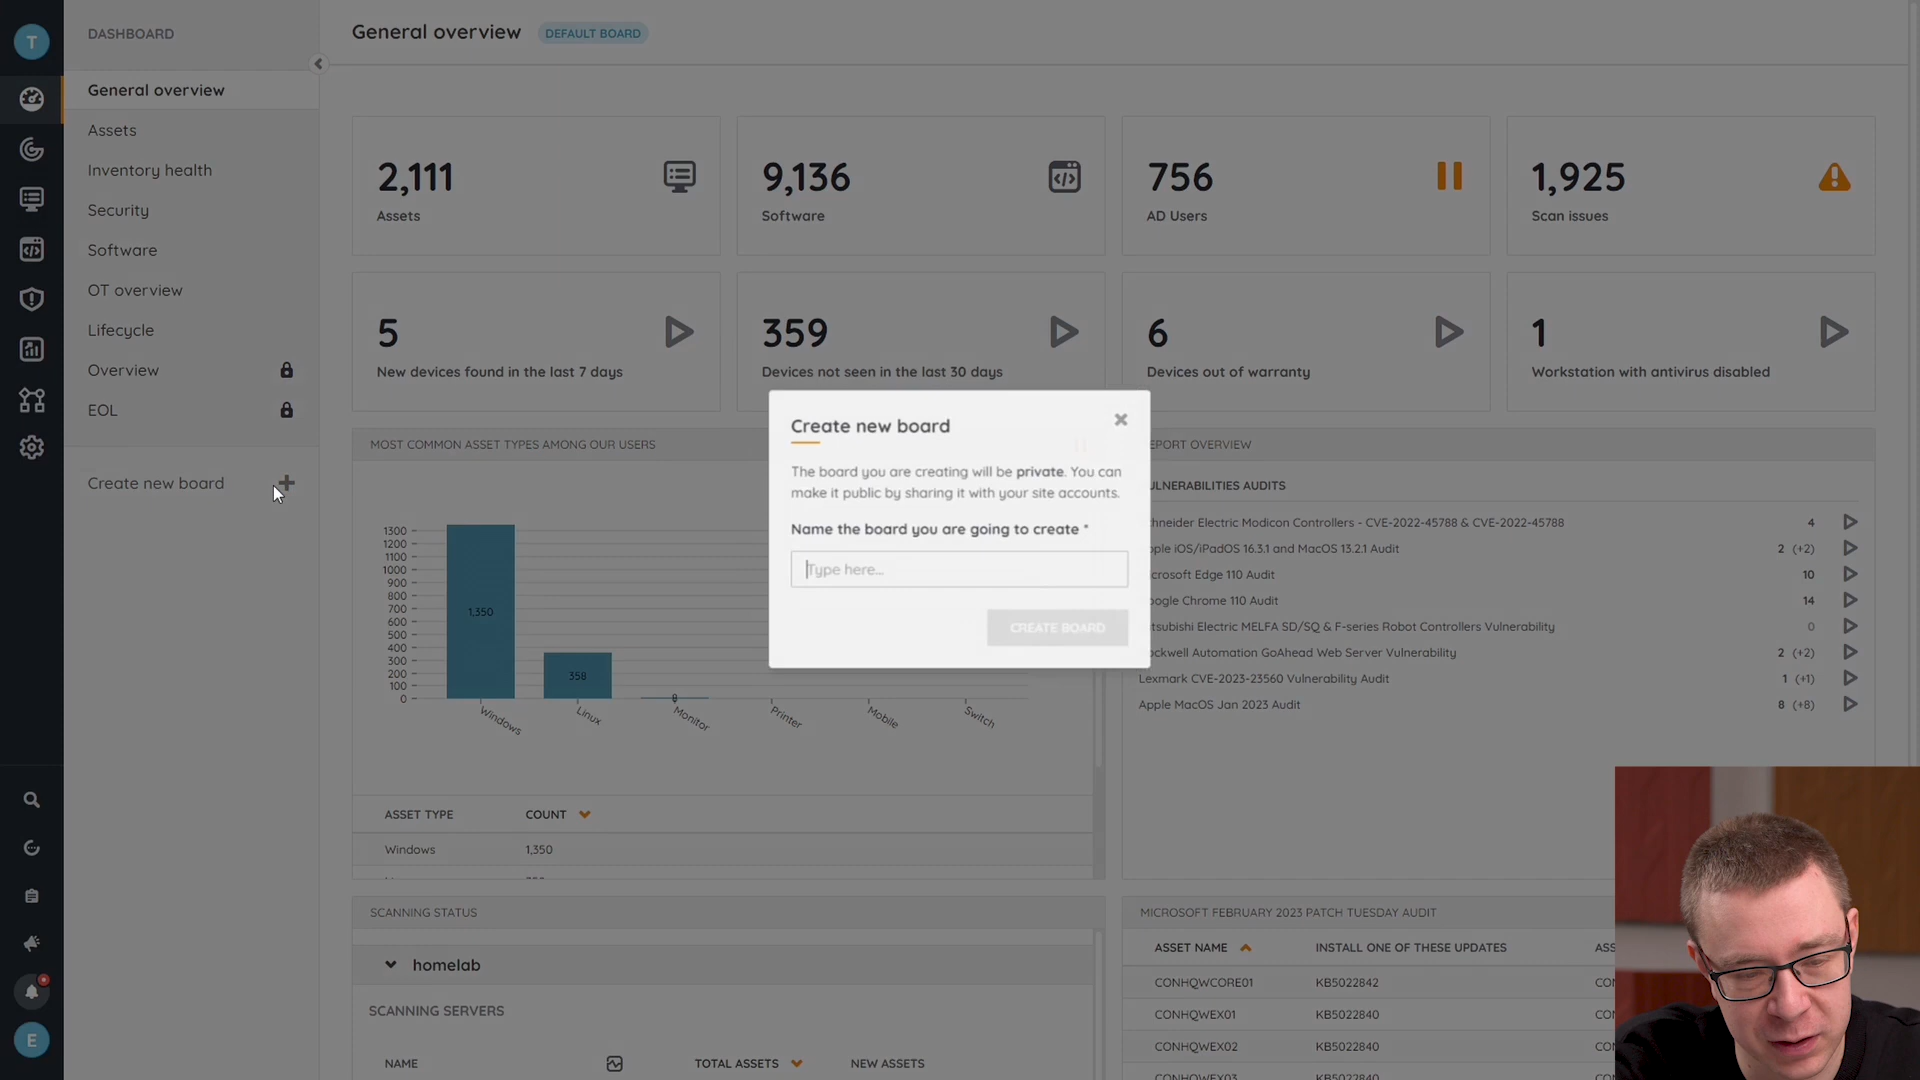 T
DASHBOARD
General overview
Assets
Inventory health
Security
Software
OT overview
Lifecycle
Overview
EOL
Create new board
E
General overview DEFAULT BOARD
2,111
Assets
9,136
Software
756
AD Users
1,925
Scan issues
5
New devices found in the last 7 days
359
Devices not seen in the last 30 days
6
Devices out of warranty
1
Workstation with antivirus disabled
Create new board
The board you are creating will be private. You can
make it public by sharing it with your site accounts.
Name the board you are going to create *
Type here...
CREATE BOARD
MOST COMMON ASSET TYPES AMONG OUR USERS
1300
1200
1100
1000
900
800
700
600
500
400
300
200
100
0
1,350
358
8
Windows
Linux
Monitor
Printer
Mobile
Switch
ASSET TYPE COUNT
Windows 1,350
EPORT OVERVIEW
ULNERABILITIES AUDITS
chneider Electric Modicon Controllers - CVE-2022-45788 & CVE-2022-45788 4
ple iOS/iPadOS 16.3.1 and MacOS 13.2.1 Audit 2 (+2)
crosoft Edge 110 Audit 10
ogle Chrome 110 Audit 14
tsubishi Electric MELFA SD/SQ & F-series Robot Controllers Vulnerability 0
ckwell Automation GoAhead Web Server Vulnerability 2 (+2)
Lexmark CVE-2023-23560 Vulnerability Audit 1 (+1)
Apple MacOS Jan 2023 Audit 8 (+8)
SCANNING STATUS
homelab
SCANNING SERVERS
NAME TOTAL ASSETS NEW ASSETS
MICROSOFT FEBRUARY 2023 PATCH TUESDAY AUDIT
ASSET NAME INSTALL ONE OF THESE UPDATES ASS
CONHQWCORE01 KB5022842 CON
CONHQWEX01 KB5022840 CON
CONHQWEX02 KB5022840 CON
CONHQWEX03 KB5022840 CON